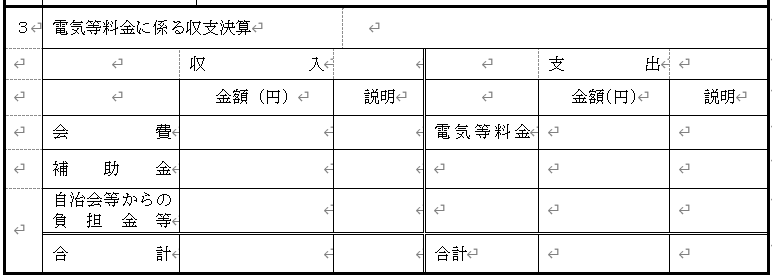 ３ 電気等料金に係る収支決算
収 入 支 出
金額（円） 説明 金額(円) 説明
会 費 電気等料金
補 助 金
自治会等からの
負 担 金 等
合 計 合計